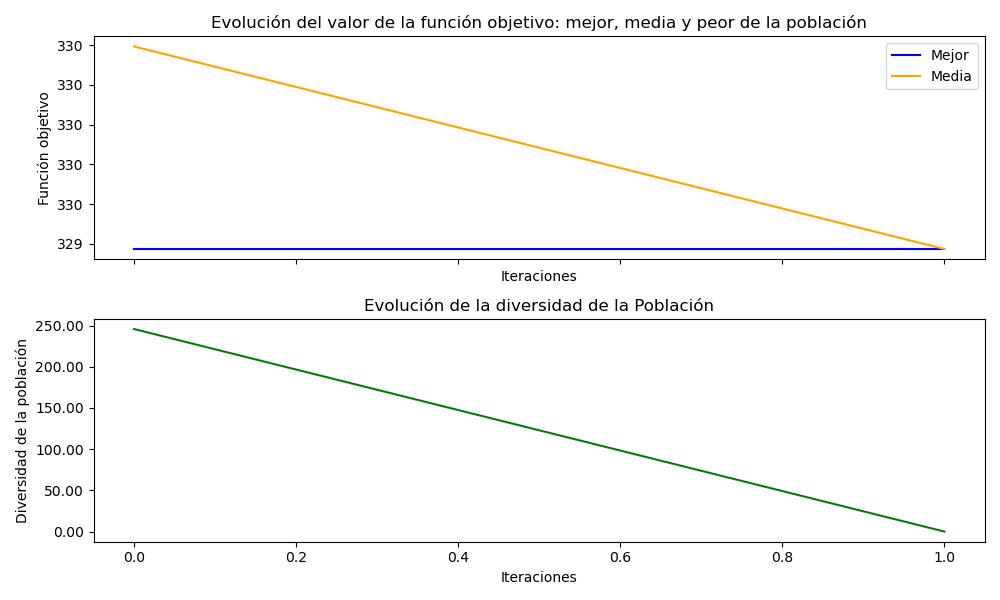 Evolución del valor de la función objetivo: mejor, media y peor de la población
330
330
330
330
330
329
Función objetivo
Mejor
Media
Iteraciones
Evolución de la diversidad de la Población
250.00
200.00
150.00
100.00
50.00
0.00
Diversidad de la población
0.0 0.2 0.4 0.6 0.8 1.0
Iteraciones